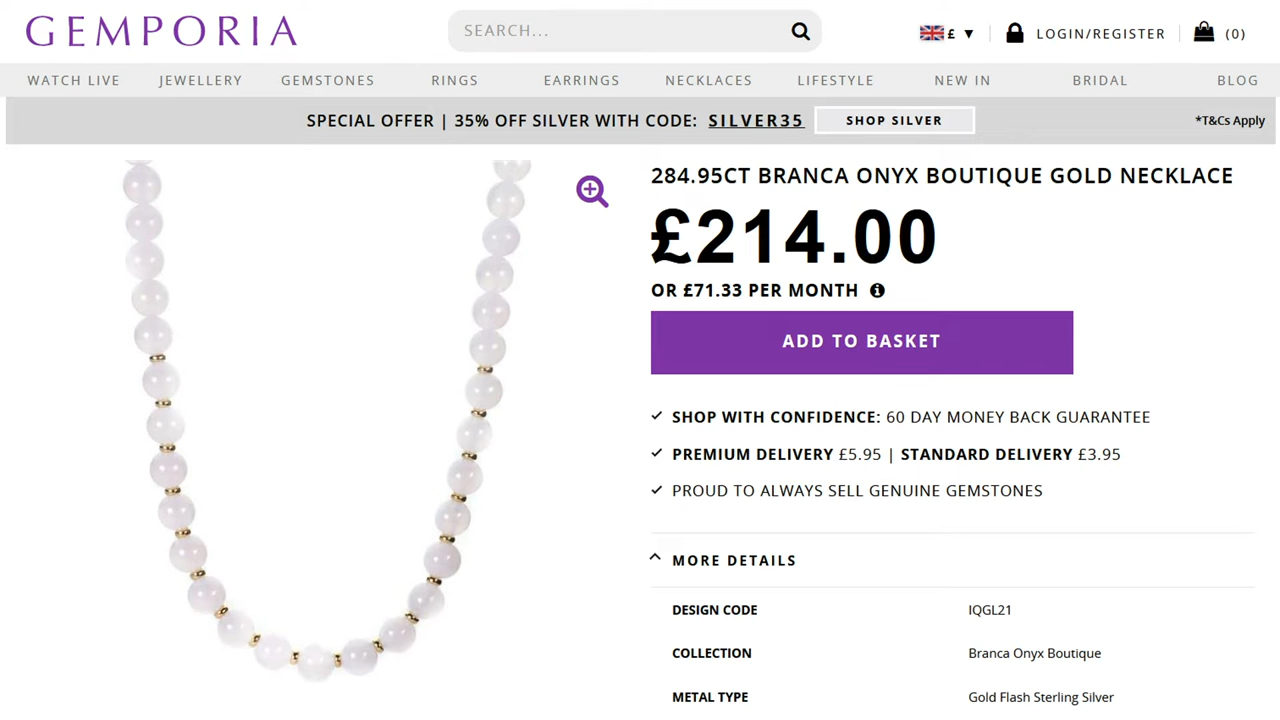 GEMPORIA
SEARCH...
£ ▼
LOGIN/REGISTER
(0)
WATCH LIVE
JEWELLERY
GEMSTONES
RINGS
EARRINGS
NECKLACES
LIFESTYLE
NEW IN
BRIDAL
BLOG
SPECIAL OFFER | 35% OFF SILVER WITH CODE: SILVER35
SHOP SILVER
*T&Cs Apply
284.95CT BRANCA ONYX BOUTIQUE GOLD NECKLACE
£214.00
OR £71.33 PER MONTH
ADD TO BASKET
SHOP WITH CONFIDENCE: 60 DAY MONEY BACK GUARANTEE
PREMIUM DELIVERY £5.95 | STANDARD DELIVERY £3.95
PROUD TO ALWAYS SELL GENUINE GEMSTONES
MORE DETAILS
DESIGN CODE IQGL21
COLLECTION Branca Onyx Boutique
METAL TYPE Gold Flash Sterling Silver